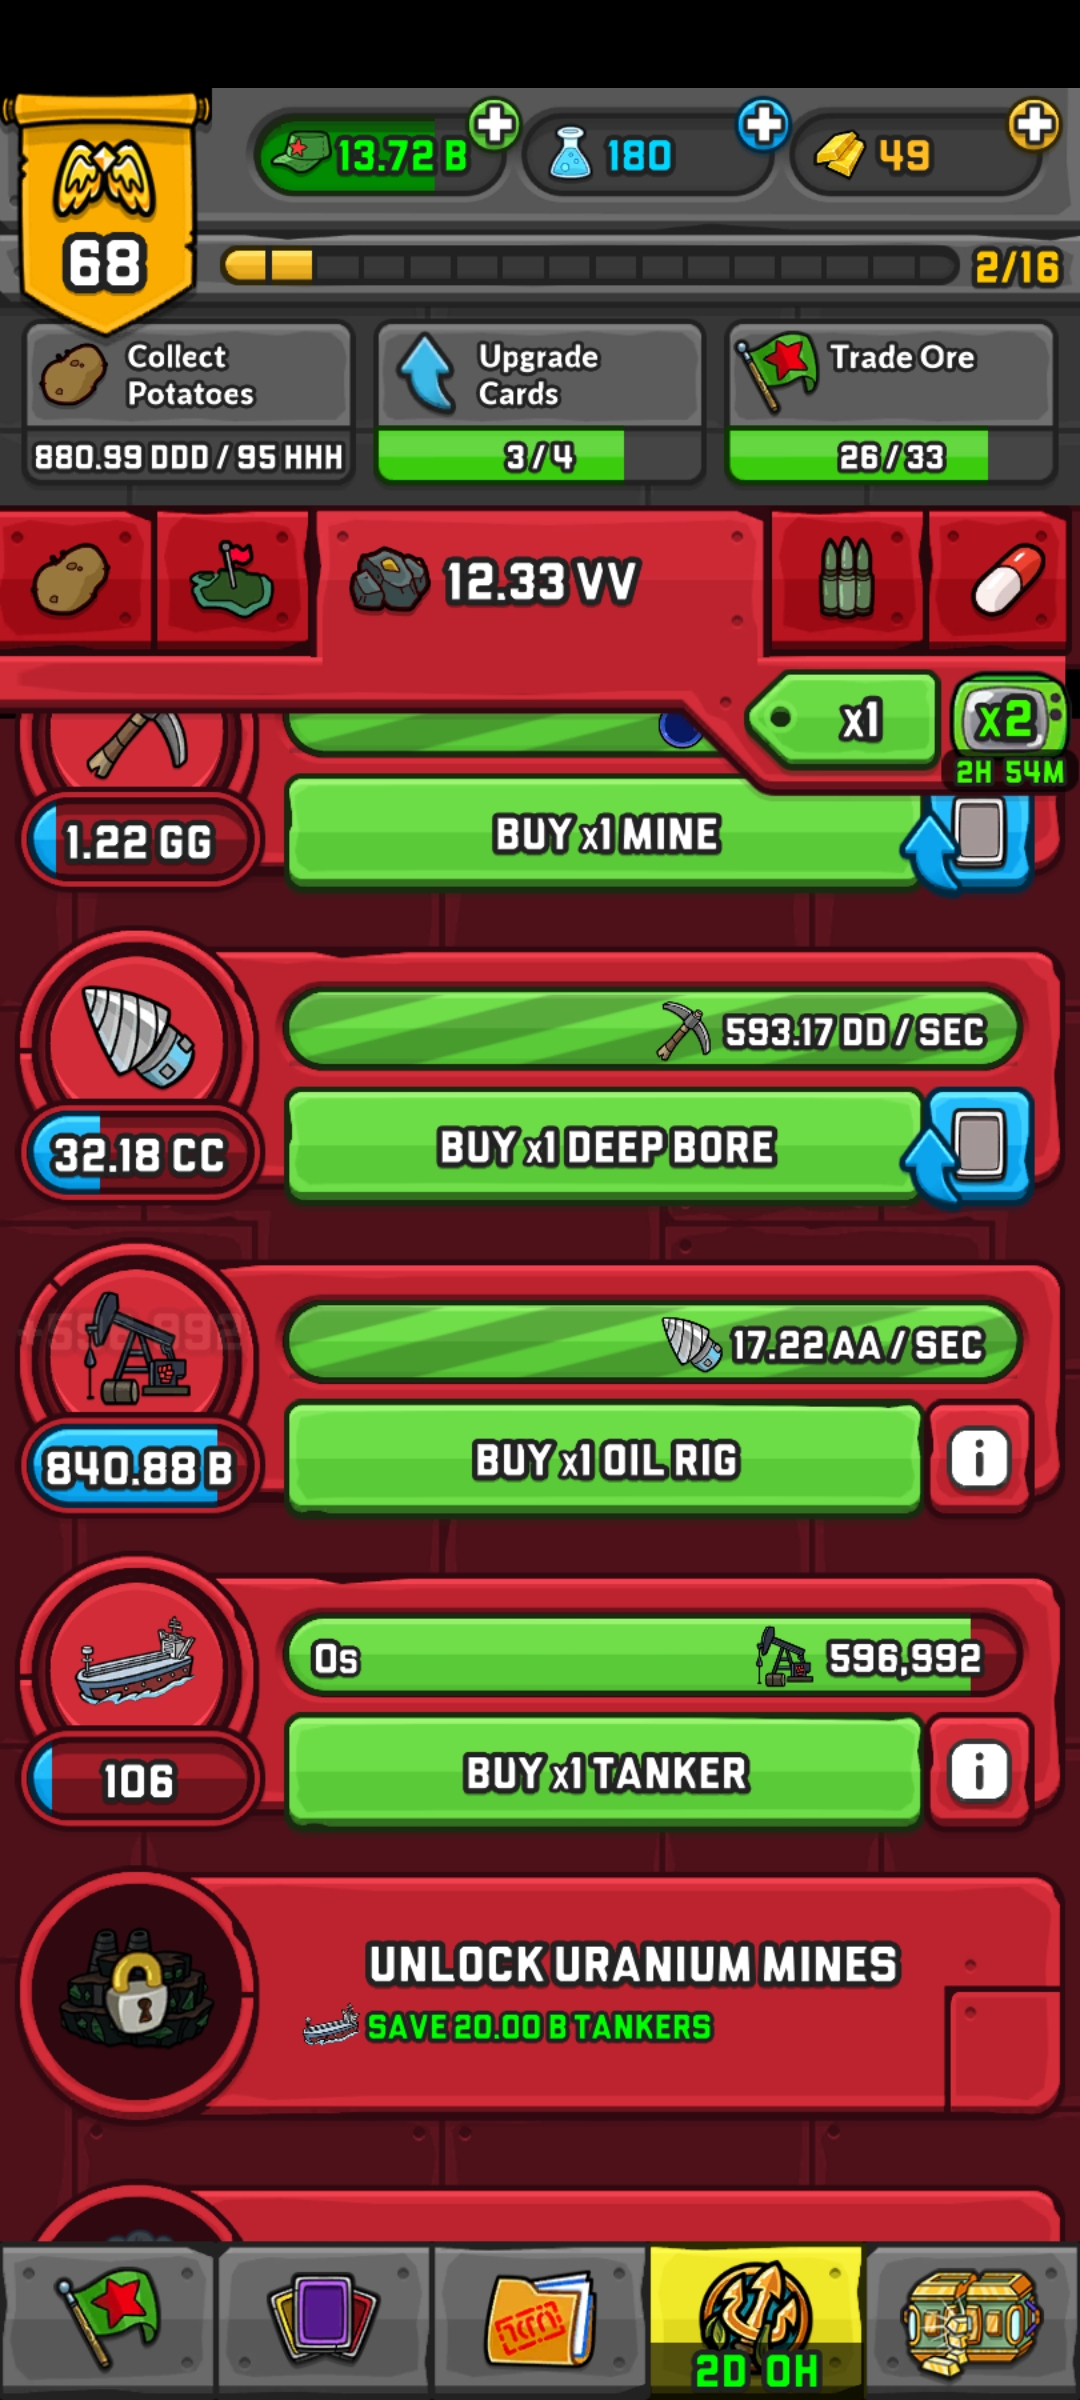 13.72 B
180
49
68
2/16
Collect
Potatoes
880.99 DDD / 95 HHH
Upgrade
Cards
3/4
Trade Ore
26/33
12.33 VV
x1
x2
2H 54M
1.22 GG
BUY x1 MINE
593.17 DD / SEC
32.18 CC
BUY x1 DEEP BORE
+596,992
17.22 AA / SEC
840.88 B
BUY x1 OIL RIG
i
0s
596,992
106
BUY x1 TANKER
i
UNLOCK URANIUM MINES
SAVE 20.00 B TANKERS
2D 0H